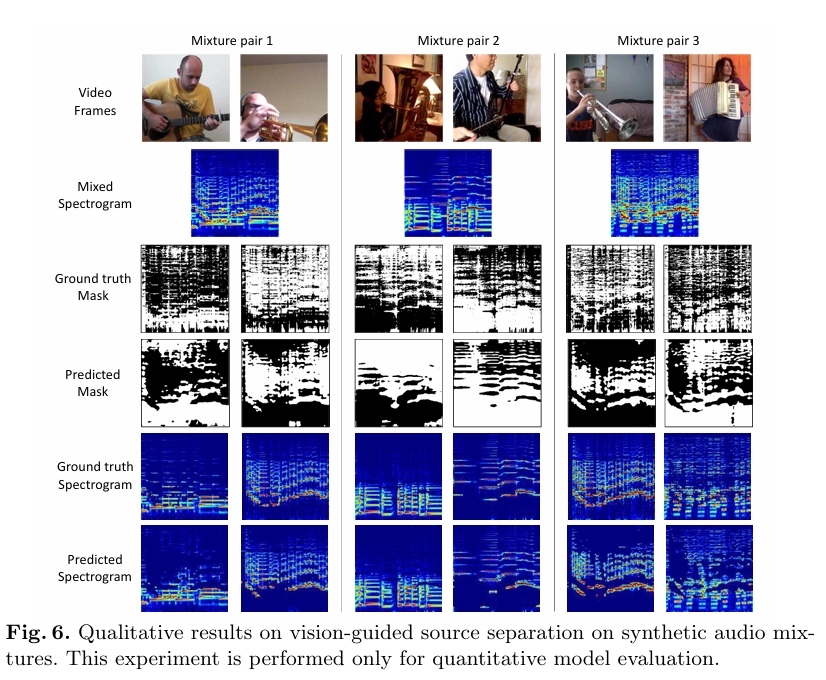 Mixture pair 1
Mixture pair 2
Mixture pair 3
Video
Frames
Mixed
Spectrogram
Ground truth
Mask
Predicted
Mask
Ground truth
Spectrogram
Predicted
Spectrogram
Fig. 6. Qualitative results on vision-guided source separation on synthetic audio mix-
tures. This experiment is performed only for quantitative model evaluation.